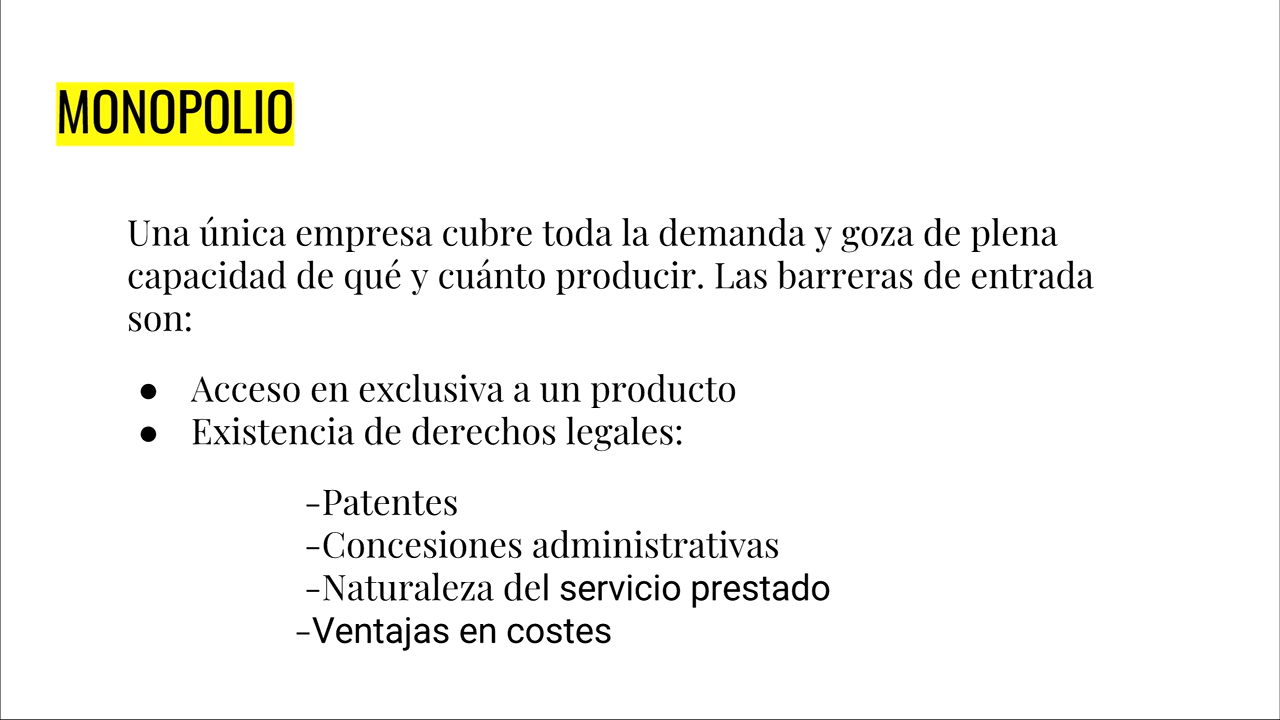 MONOPOLIO
Una única empresa cubre toda la demanda y goza de plena
capacidad de qué y cuánto producir. Las barreras de entrada
son:
● Acceso en exclusiva a un producto
● Existencia de derechos legales:
-Patentes
-Concesiones administrativas
-Naturaleza del servicio prestado
-Ventajas en costes